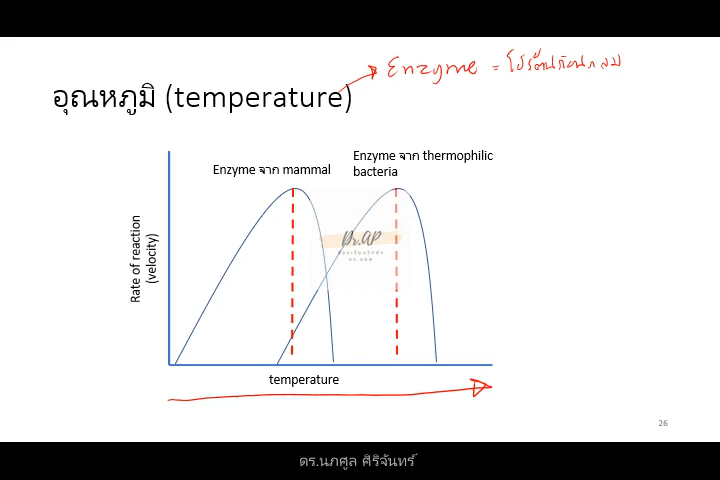 Enzyme = โปรตีนก้อนกลม
อุณหภูมิ (temperature)
Enzyme จาก mammal
Enzyme จาก thermophilic
bacteria
Rate of reaction
(velocity)
Dr.AP
temperature
26
ดร.นภศูล ศิริจันทร์